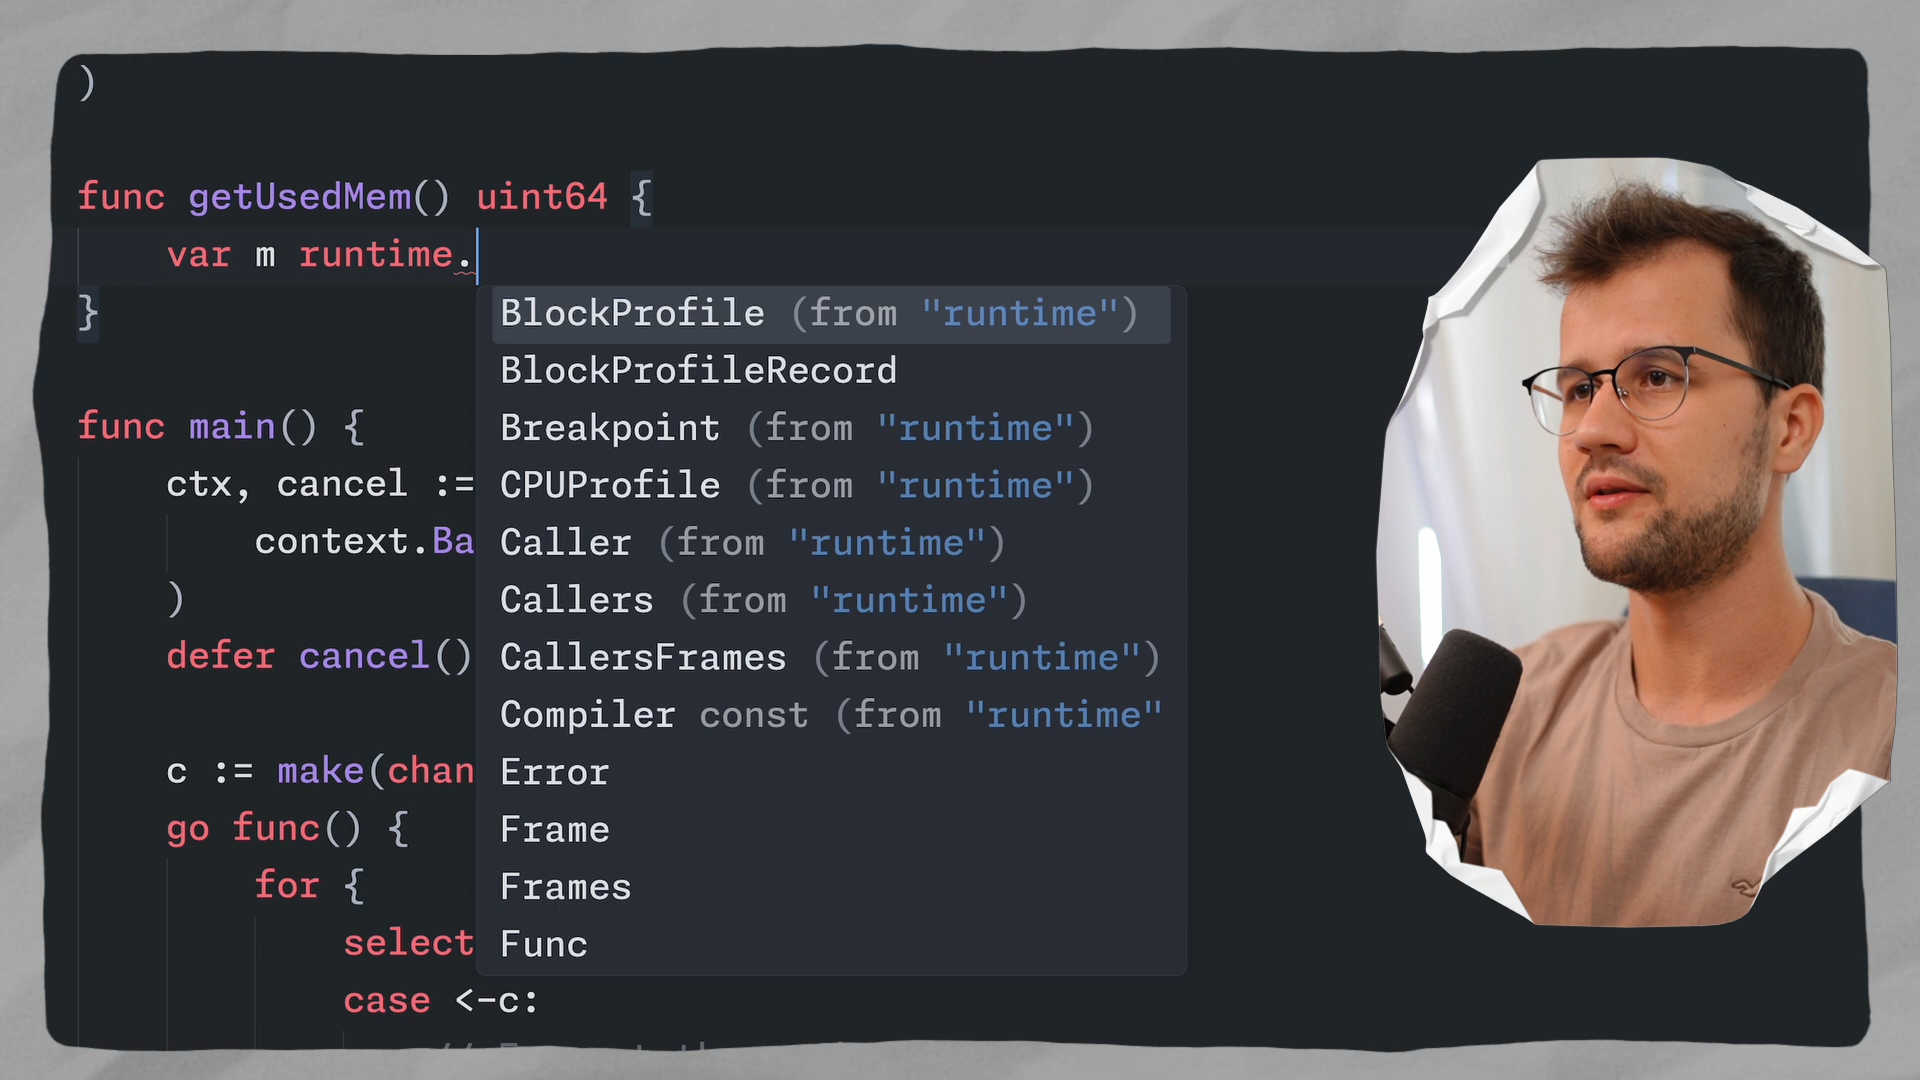 )
func getUsedMem() uint64 {
var m runtime.
}
BlockProfile (from "runtime")
BlockProfileRecord
Breakpoint (from "runtime")
CPUProfile (from "runtime")
Caller (from "runtime")
Callers (from "runtime")
CallersFrames (from "runtime")
Compiler const (from "runtime"
Error
Frame
Frames
Func
func main() {
ctx, cancel :=
context.Ba
)
defer cancel()
c := make(chan
go func() {
for {
select
case <-c: